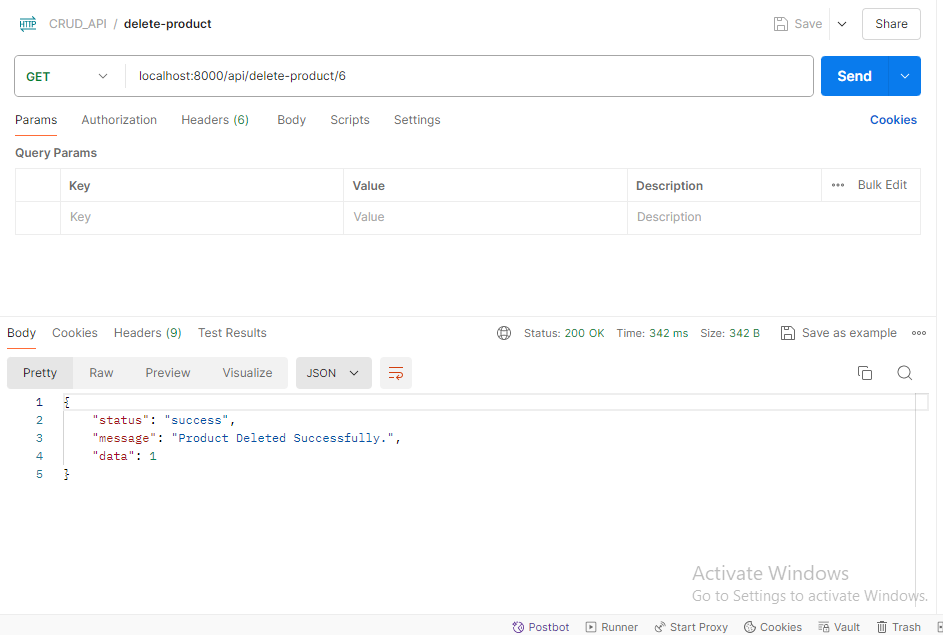 HTTP CRUD_API / delete-product Save Share
GET localhost:8000/api/delete-product/6 Send
Params Authorization Headers (6) Body Scripts Settings Cookies
Query Params
Key Value Description ••• Bulk Edit
Key Value Description
Body Cookies Headers (9) Test Results Status: 200 OK Time: 342 ms Size: 342 B Save as example
Pretty Raw Preview Visualize JSON
1 {
2 "status": "success",
3 "message": "Product Deleted Successfully.",
4 "data": 1
5 }
Activate Windows
Go to Settings to activate Windows.
Postbot Runner Start Proxy Cookies Vault Trash